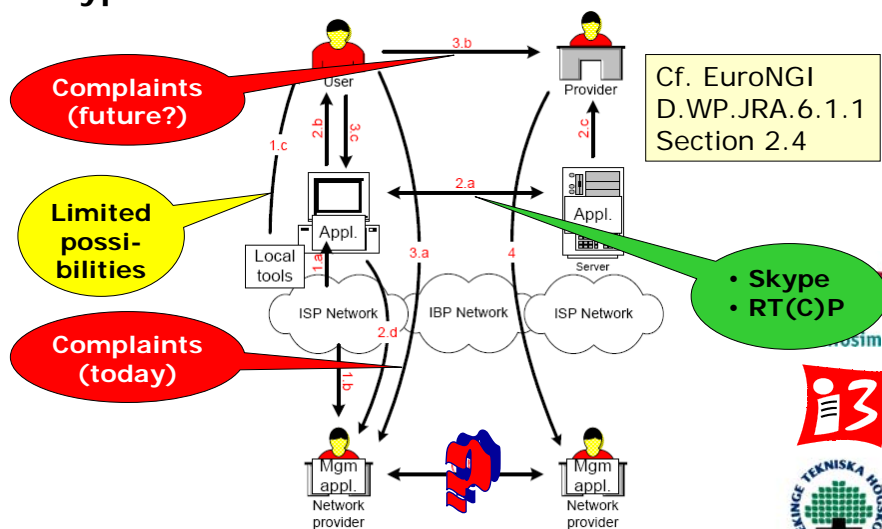 3.b
User
Provider
Complaints
(future?)
Cf. EuroNGI
D.WP.JRA.6.1.1
Section 2.4
1.c
2.b
3.c
2.c
2.a
Limited
possi-
bilities
Appl.
Appl.
Local
tools
1.a
3.a
4
Server
• Skype
• RT(C)P
ISP Network
IBP Network
ISP Network
2.d
Complaints
(today)
1.b
i3
Mgm
appl.
Network
provider
Mgm
appl.
Network
provider
TEKNISKA